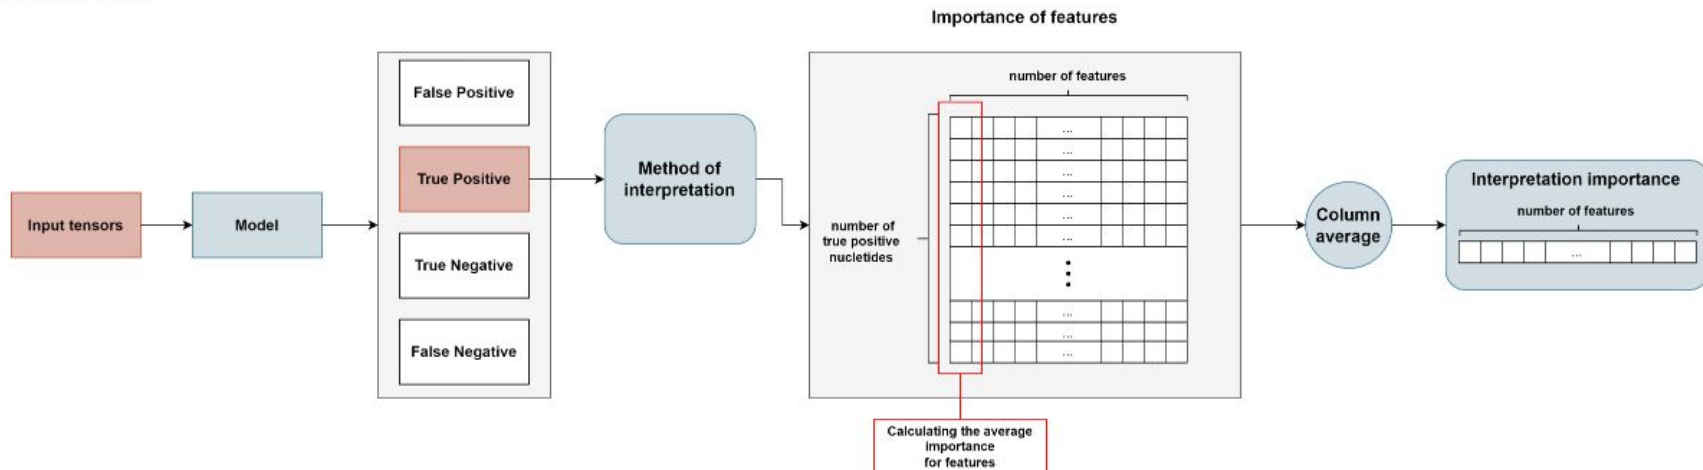 Importance of features
number of features
False Positive
True Positive
True Negative
False Negative
Input tensors
Model
Method of
interpretation
number of
true positive
nucletides
...
...
...
...
...
...
...
...
...
Calculating the average
importance
for features
Column
average
Interpretation importance
number of features
...